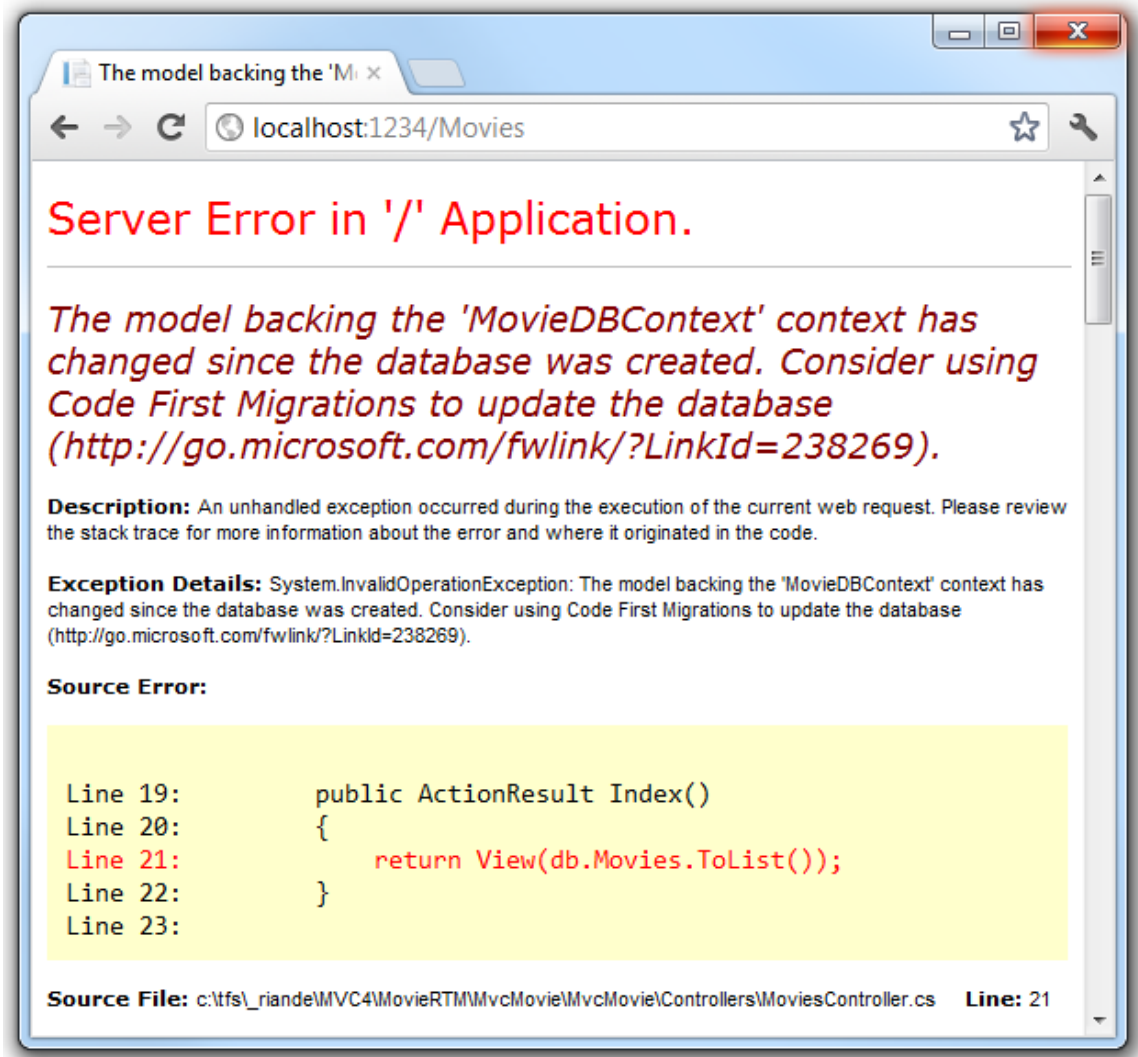 The model backing the 'M
localhost:1234/Movies
Server Error in '/' Application.
The model backing the 'MovieDBContext' context has
changed since the database was created. Consider using
Code First Migrations to update the database
(http://go.microsoft.com/fwlink/?LinkId=238269).
Description: An unhandled exception occurred during the execution of the current web request. Please review
the stack trace for more information about the error and where it originated in the code.
Exception Details: System.InvalidOperationException: The model backing the 'MovieDBContext' context has
changed since the database was created. Consider using Code First Migrations to update the database
(http://go.microsoft.com/fwlink/?LinkId=238269).
Source Error:
Line 19:         public ActionResult Index()
Line 20:         {
Line 21:             return View(db.Movies.ToList());
Line 22:         }
Line 23:
Source File: c:\tfs\_riande\MVC4\MovieRTM\MvcMovie\MvcMovie\Controllers\MoviesController.cs    Line: 21